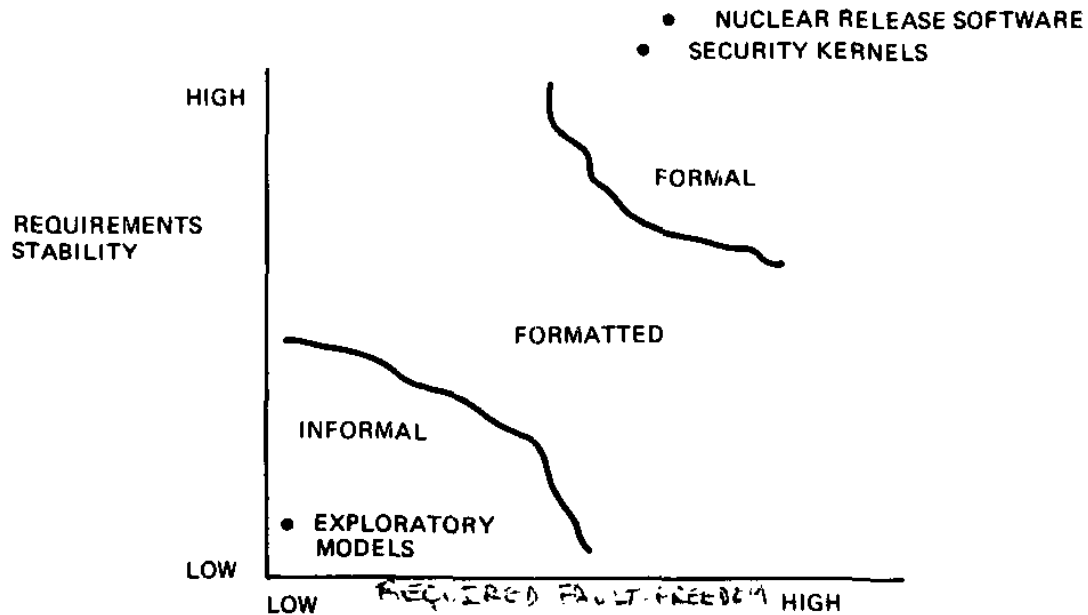 • NUCLEAR RELEASE SOFTWARE
• SECURITY KERNELS
HIGH
FORMAL
REQUIREMENTS
STABILITY
FORMATTED
INFORMAL
• EXPLORATORY
MODELS
LOW
LOW
REQUIRED FAULT-FREEDOM
HIGH